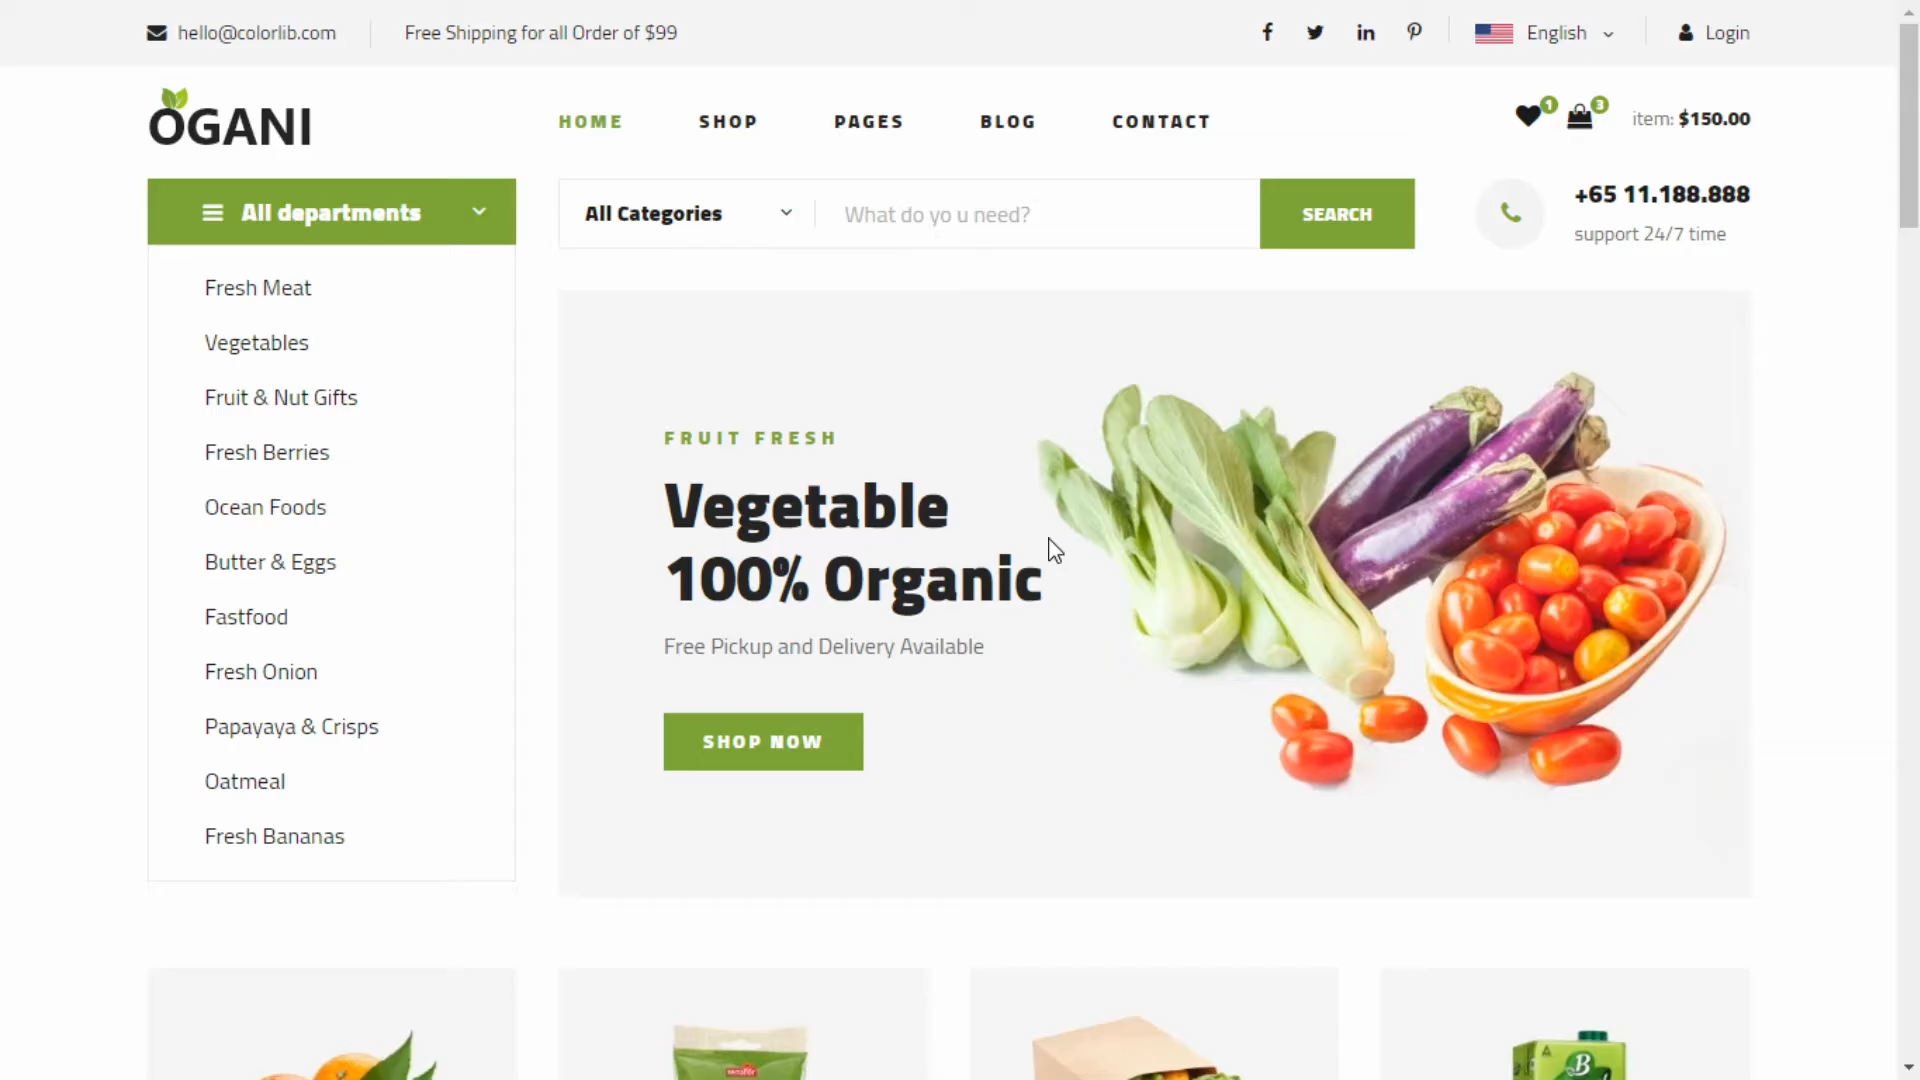 hello@colorlib.com
Free Shipping for all Order of $99
English
Login
OGANI
HOME
SHOP
PAGES
BLOG
CONTACT
1
3
item: $150.00
All departments
All Categories
What do yo u need?
SEARCH
+65 11.188.888
support 24/7 time
Fresh Meat
Vegetables
Fruit & Nut Gifts
Fresh Berries
Ocean Foods
Butter & Eggs
Fastfood
Fresh Onion
Papayaya & Crisps
Oatmeal
Fresh Bananas
FRUIT FRESH
Vegetable
100% Organic
Free Pickup and Delivery Available
SHOP NOW
B